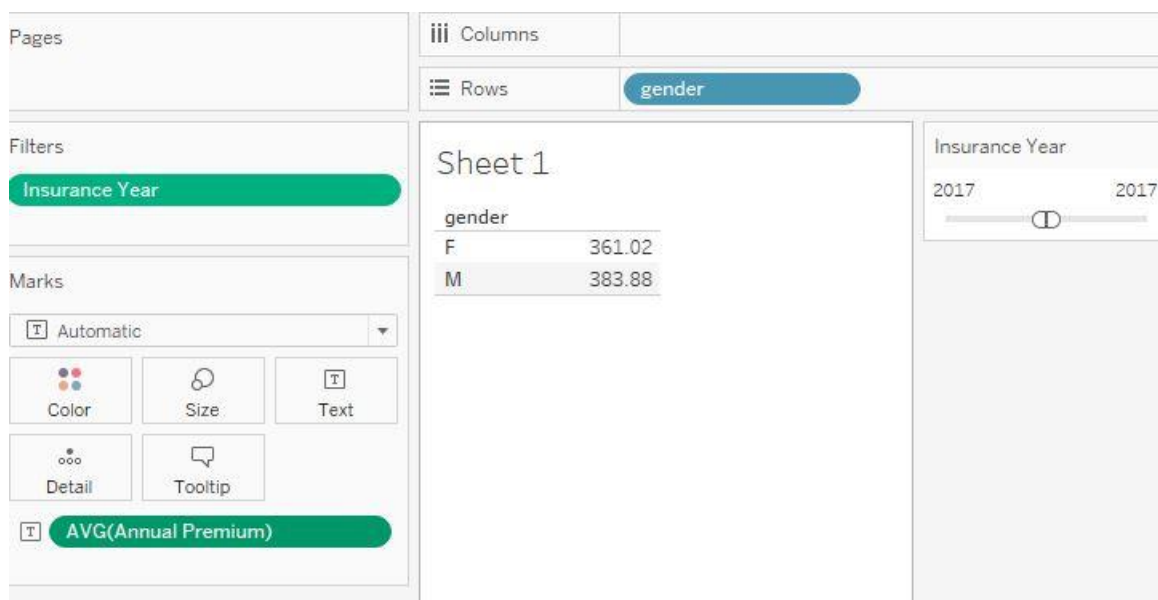 Pages
iii Columns
Rows
gender
Filters
Insurance Year
Sheet 1
gender
F 361.02
M 383.88
Insurance Year
2017 2017
Marks
T Automatic
Color
Size
T
Text
Detail
Tooltip
T AVG(Annual Premium)